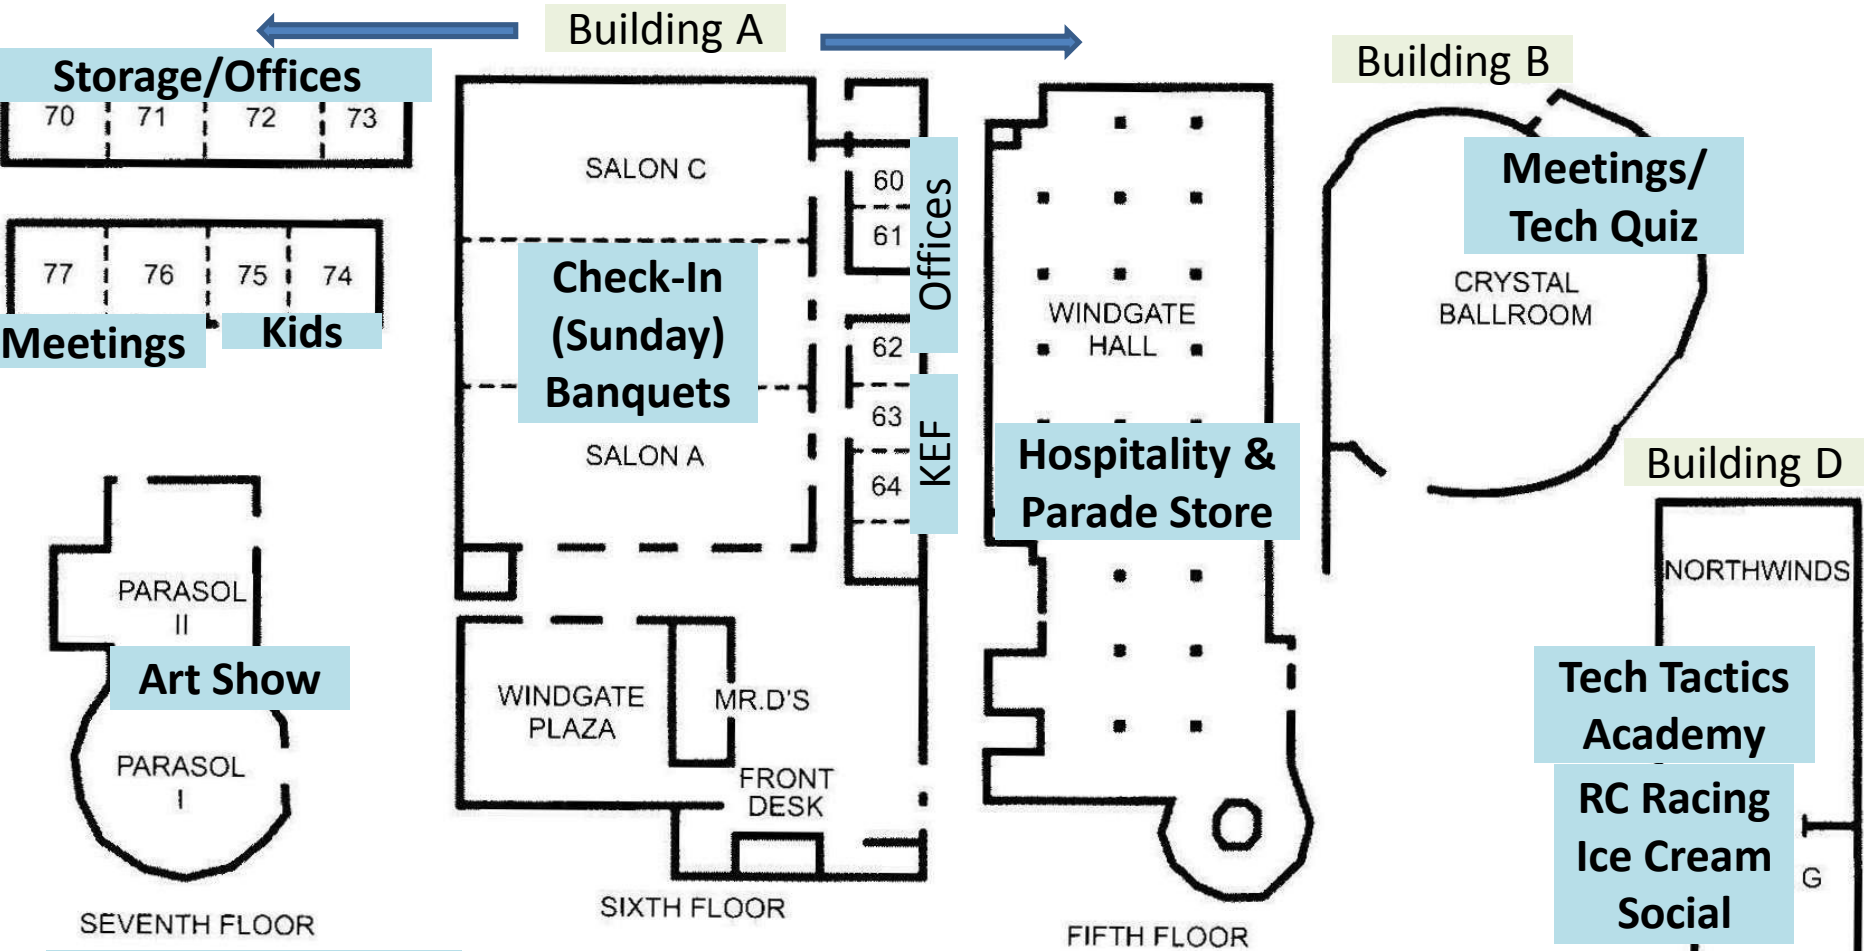 Building A
Storage/Offices
70 71 72 73
77 76 75 74
Meetings
Kids
PARASOL
II
Art Show
PARASOL
I
SEVENTH FLOOR
SALON C
Check-In
(Sunday)
Banquets
SALON A
60
61
62
63
64
Offices
KEF
WINDGATE
PLAZA
MR.D'S
FRONT
DESK
SIXTH FLOOR
WINDGATE
HALL
Hospitality &
Parade Store
FIFTH FLOOR
Building B
Meetings/
Tech Quiz
CRYSTAL
BALLROOM
Building D
NORTHWINDS
Tech Tactics
Academy
RC Racing
Ice Cream
Social
G